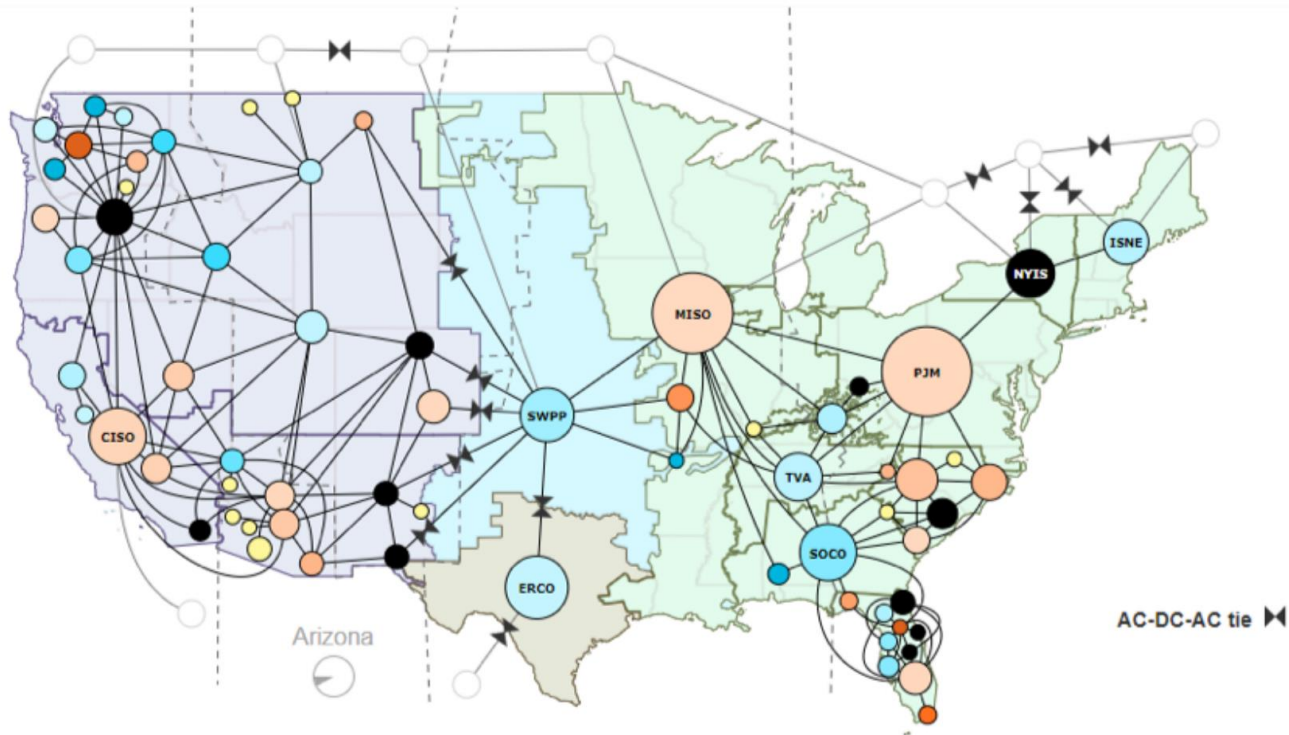 NYIS
ISNE
MISO
PJM
SWPP
CISO
TVA
SOCO
ERCO
Arizona
AC-DC-AC tie